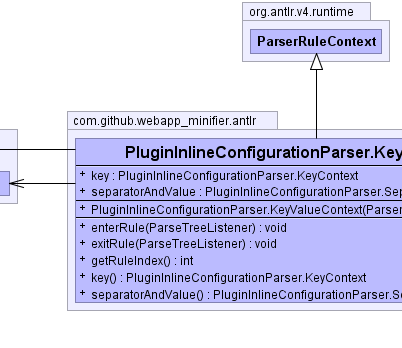 org.antlr.v4.runtime
ParserRuleContext
com.github.webapp_minifier.antlr
PluginInlineConfigurationParser.Key
+ key : PluginInlineConfigurationParser.KeyContext
+ separatorAndValue : PluginInlineConfigurationParser.Sep
+ PluginInlineConfigurationParser.KeyValueContext(Parser
+ enterRule(ParseTreeListener) : void
+ exitRule(ParseTreeListener) : void
+ getRuleIndex() : int
+ key() : PluginInlineConfigurationParser.KeyContext
+ separatorAndValue() : PluginInlineConfigurationParser.Se